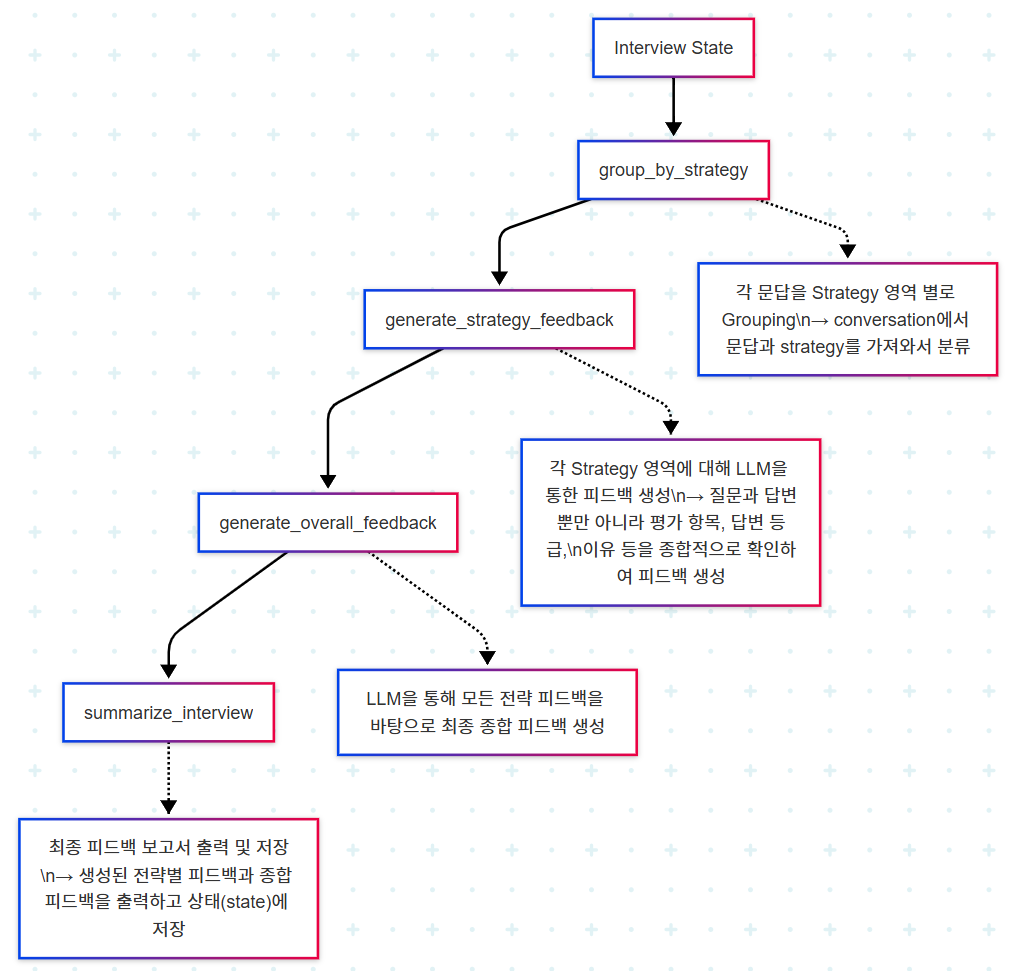 Interview State
group_by_strategy
각 문답을 Strategy 영역 별로
Grouping\n→ conversation에서
문답과 strategy를 가져와서 분류
generate_strategy_feedback
각 Strategy 영역에 대해 LLM을
통한 피드백 생성\n→ 질문과 답변
뿐만 아니라 평가 항목, 답변 등
급,\n이유 등을 종합적으로 확인하
여 피드백 생성
generate_overall_feedback
LLM을 통해 모든 전략 피드백을
바탕으로 최종 종합 피드백 생성
summarize_interview
최종 피드백 보고서 출력 및 저장
\n→ 생성된 전략별 피드백과 종합
피드백을 출력하고 상태(state)에
저장